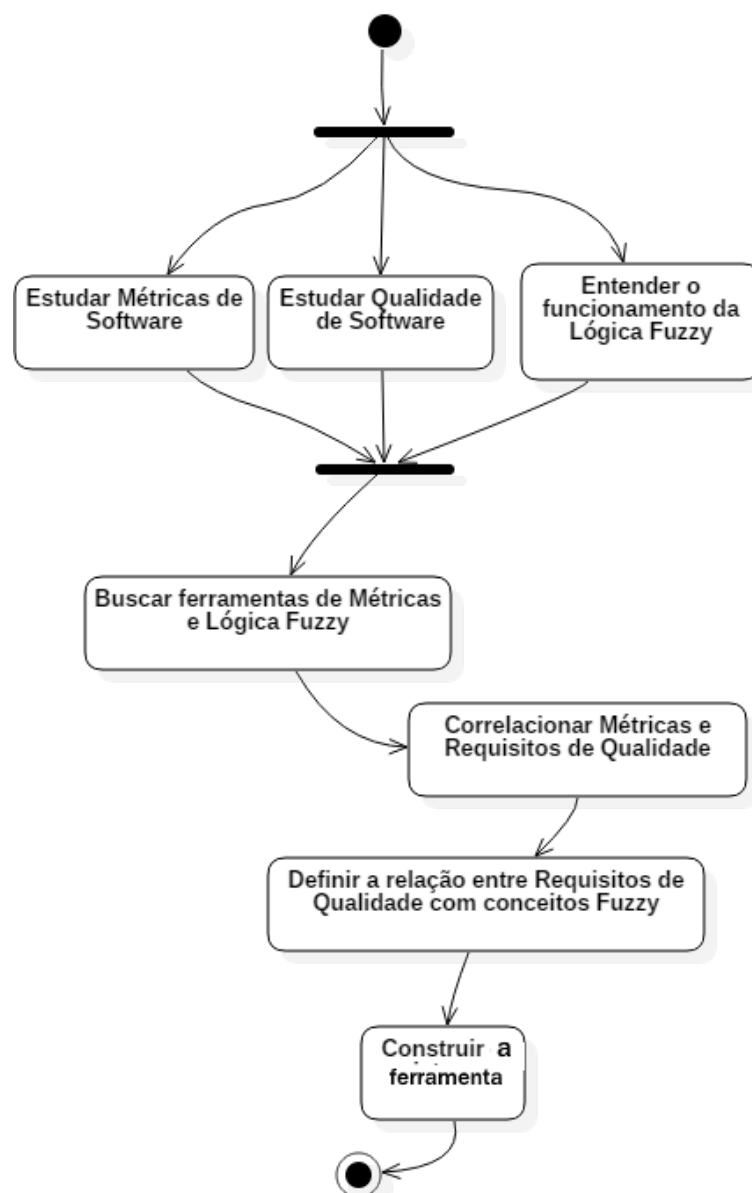 Estudar Métricas de
Software
Estudar Qualidade
de Software
Entender o
funcionamento da
Lógica Fuzzy
Buscar ferramentas de Métricas
e Lógica Fuzzy
Correlacionar Métricas e
Requisitos de Qualidade
Definir a relação entre Requisitos de
Qualidade com conceitos Fuzzy
Construir a
ferramenta